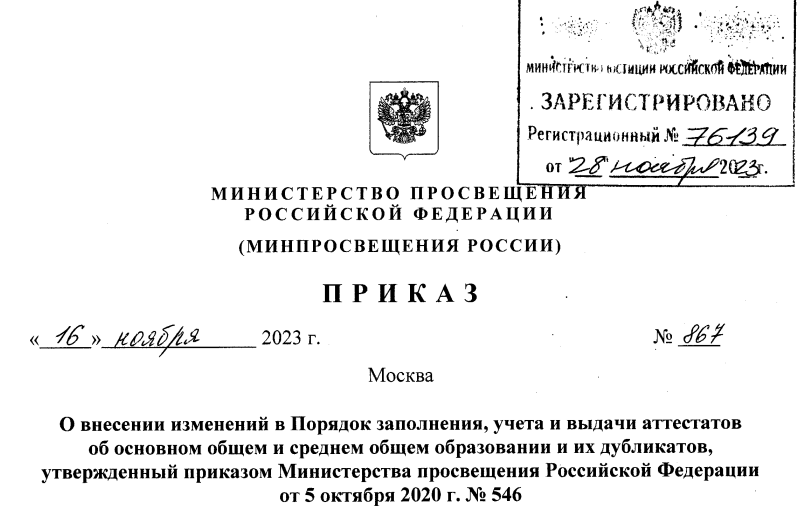 МИНИСТЕРСТВО ЮСТИЦИИ РОССИЙСКОЙ ФЕДЕРАЦИИ
ЗАРЕГИСТРИРОВАНО
Регистрационный № 76139
от "28" ноября 2023г.
МИНИСТЕРСТВО ПРОСВЕЩЕНИЯ
РОССИЙСКОЙ ФЕДЕРАЦИИ
(МИНПРОСВЕЩЕНИЯ РОССИИ)
ПРИКАЗ
« 16 » ноября 2023 г. № 867
Москва
О внесении изменений в Порядок заполнения, учета и выдачи аттестатов
об основном общем и среднем общем образовании и их дубликатов,
утвержденный приказом Министерства просвещения Российской Федерации
от 5 октября 2020 г. № 546